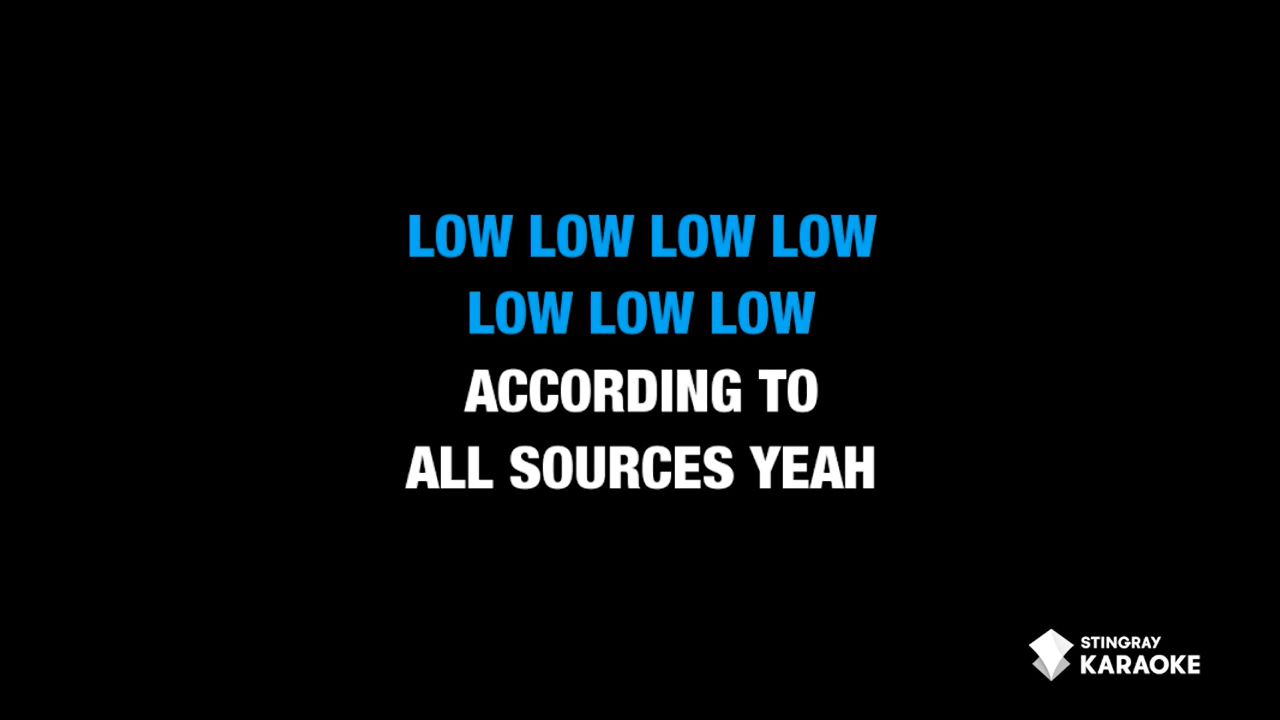 LOW LOW LOW LOW
LOW LOW LOW
ACCORDING TO
ALL SOURCES YEAH
STINGRAY
KARAOKE